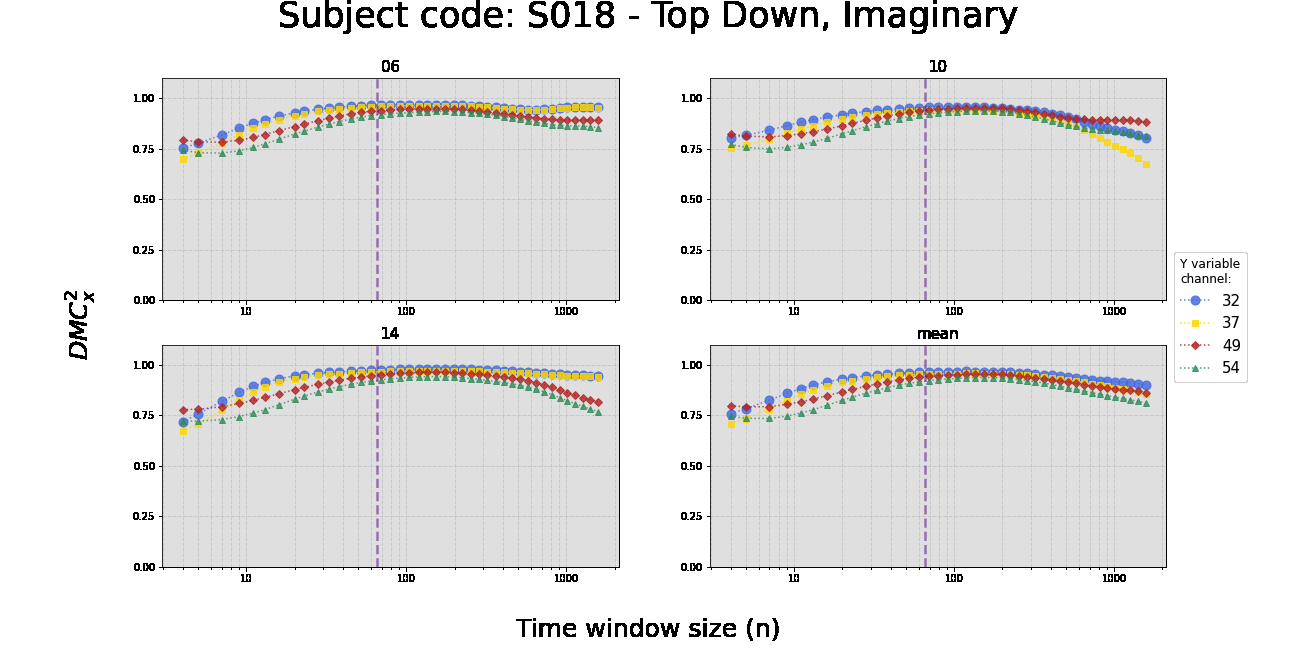 Subject code: S018 - Top Down, Imaginary
06
1.00
0.75
0.50
0.25
0.00
10 100 1000
10
1.00
0.75
0.50
0.25
0.00
10 100 1000
14
1.00
0.75
0.50
0.25
0.00
10 100 1000
mean
1.00
0.75
0.50
0.25
0.00
10 100 1000
Y variable
channel:
32
37
49
54
DMC²ₓ
Time window size (n)